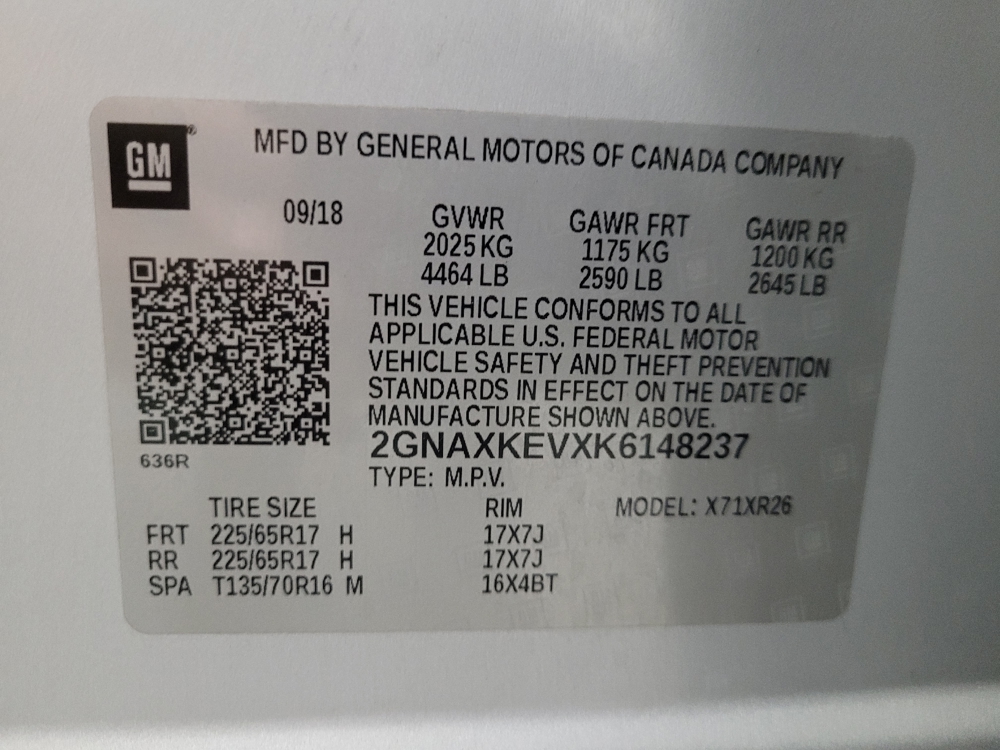 GM
MFD BY GENERAL MOTORS OF CANADA COMPANY
09/18 GVWR GAWR FRT GAWR RR
2025 KG 1175 KG 1200 KG
4464 LB 2590 LB 2645 LB
THIS VEHICLE CONFORMS TO ALL
APPLICABLE U.S. FEDERAL MOTOR
VEHICLE SAFETY AND THEFT PREVENTION
STANDARDS IN EFFECT ON THE DATE OF
MANUFACTURE SHOWN ABOVE.
2GNAXKEVXK6148237
636R
TYPE: M.P.V.
TIRE SIZE RIM MODEL: X71XR26
FRT 225/65R17 H 17X7J
RR 225/65R17 H 17X7J
SPA T135/70R16 M 16X4BT